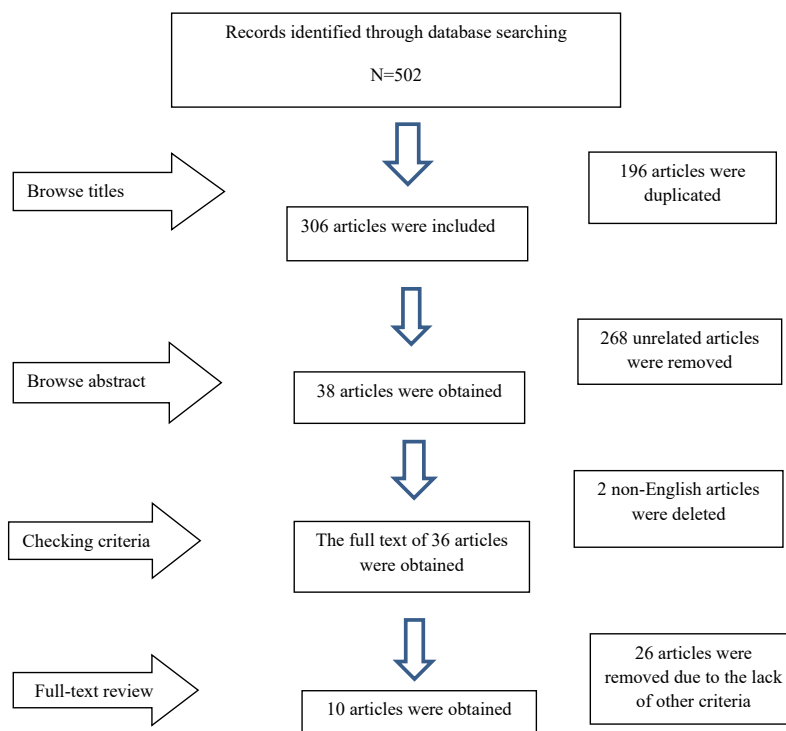 Records identified through database searching
N=502
Browse titles
196 articles were
duplicated
306 articles were included
268 unrelated articles
were removed
Browse abstract
38 articles were obtained
2 non-English articles
were deleted
Checking criteria
The full text of 36 articles
were obtained
26 articles were
removed due to the lack
of other criteria
Full-text review
10 articles were obtained